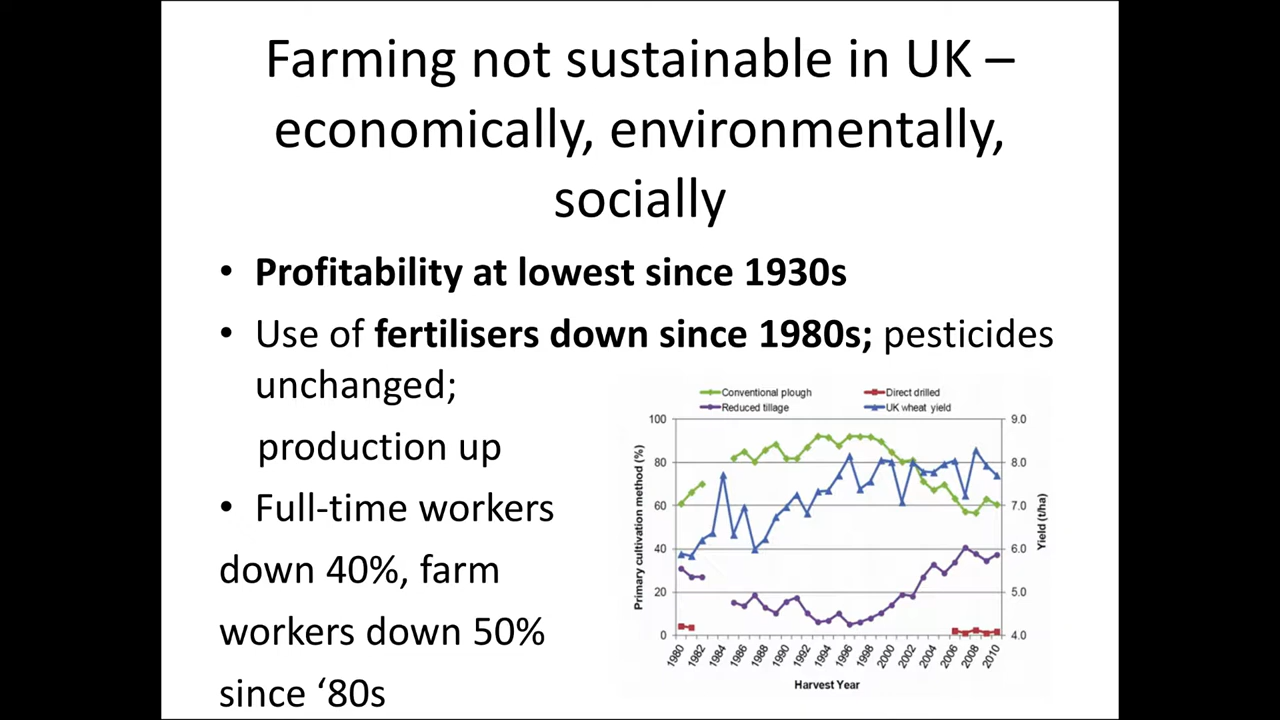 Farming not sustainable in UK –
economically, environmentally,
socially
• Profitability at lowest since 1930s
• Use of fertilisers down since 1980s; pesticides
unchanged;
production up
• Full-time workers
down 40%, farm
workers down 50%
since ‘80s
Conventional plough Direct drilled
Reduced tillage UK wheat yield
Primary cultivation method (%)
100
80
60
40
20
0
9.0
8.0
7.0
6.0
5.0
4.0
Yield (t/ha)
1980 1982 1984 1986 1988 1990 1992 1994 1996 1998 2000 2002 2004 2006 2008 2010
Harvest Year